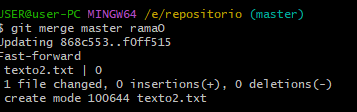 USER@user-PC MINGW64 /e/repositorio (master)
$ git merge master rama0
Updating 868c553..f0ff515
Fast-forward
 texto2.txt | 0
 1 file changed, 0 insertions(+), 0 deletions(-)
 create mode 100644 texto2.txt